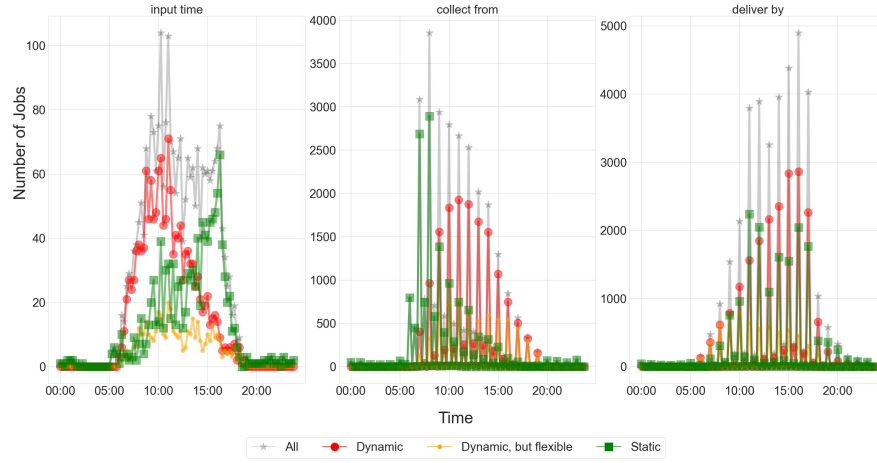 input time
collect from
deliver by
Number of Jobs
100
80
60
40
20
0
4000
3500
3000
2500
2000
1500
1000
500
0
5000
4000
3000
2000
1000
0
00:00 05:00 10:00 15:00 20:00
00:00 05:00 10:00 15:00 20:00
00:00 05:00 10:00 15:00 20:00
Time
All Dynamic Dynamic, but flexible Static